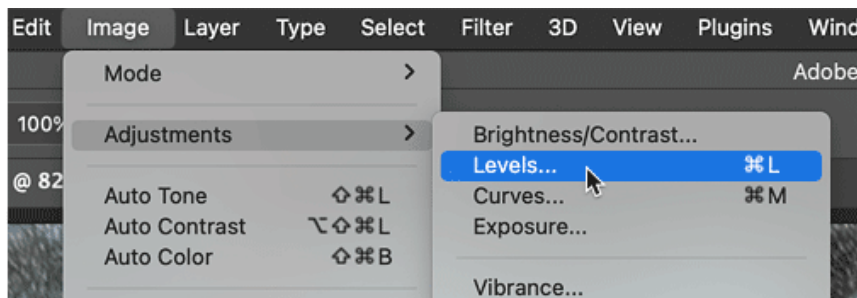 Edit Image Layer Type Select Filter 3D View Plugins Wind
Mode >
Adobe
100%
Adjustments >
Brightness/Contrast...
Levels... ⌘L
@ 82
Curves... ⌘M
Auto Tone ⇧⌘L
Exposure...
Auto Contrast ⌥⇧⌘L
Auto Color ⇧⌘B
Vibrance...